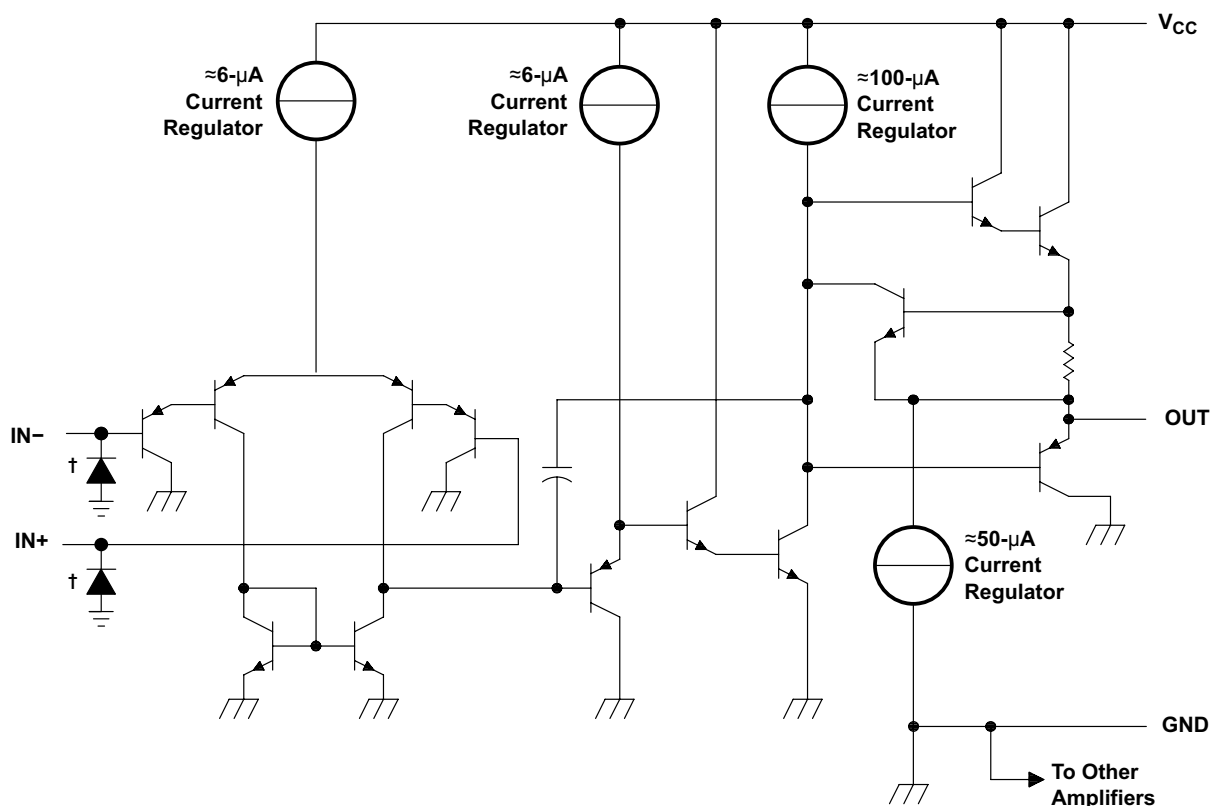 V_CC
≈6-µA
Current
Regulator
≈6-µA
Current
Regulator
≈100-µA
Current
Regulator
IN−
†
OUT
IN+
†
≈50-µA
Current
Regulator
GND
To Other
Amplifiers